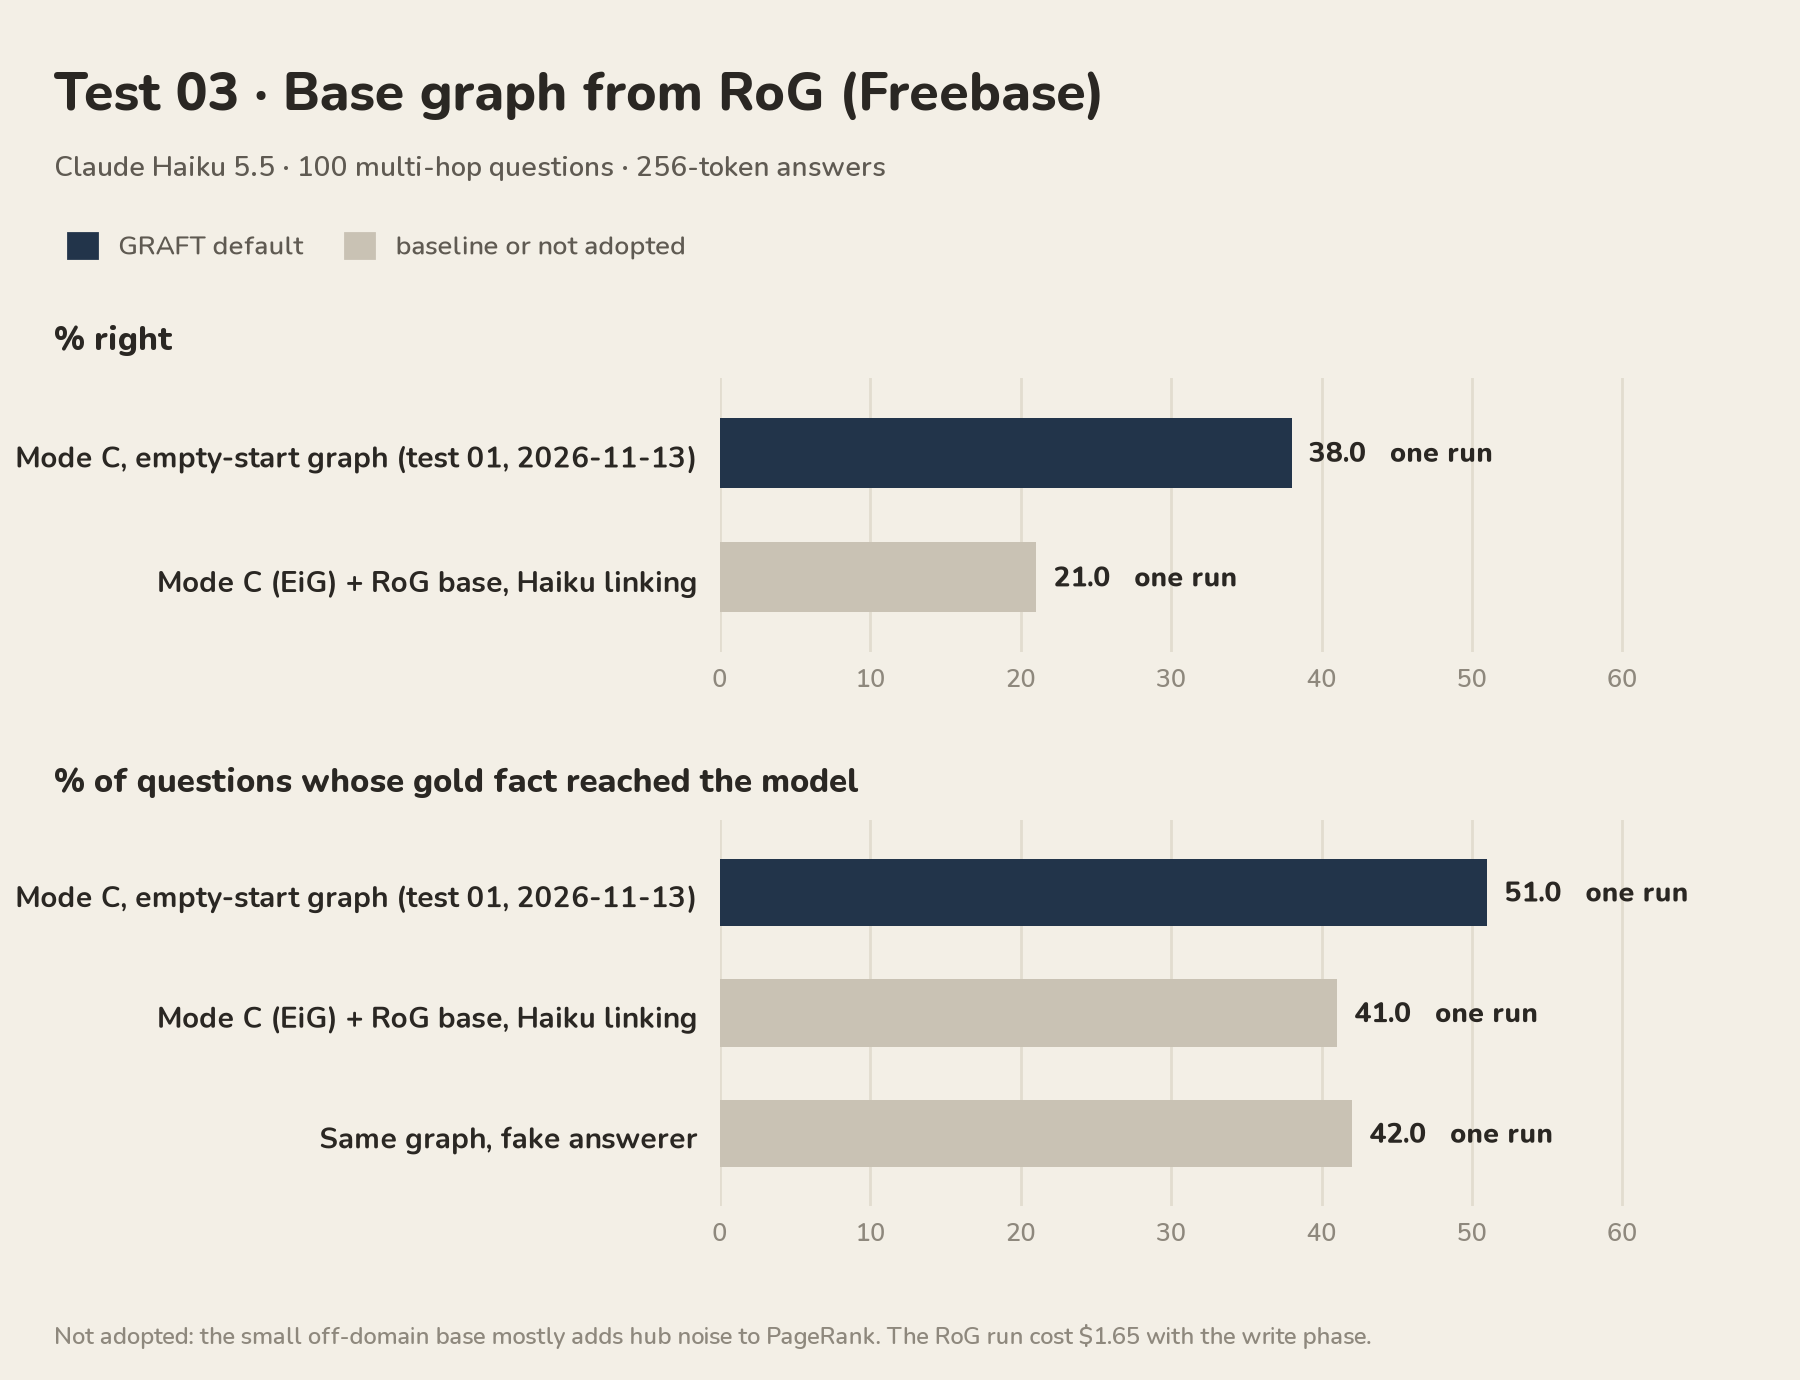 Test 03 · Base graph from RoG (Freebase)
Claude Haiku 5.5 · 100 multi-hop questions · 256-token answers
GRAFT default   baseline or not adopted
% right
Mode C, empty-start graph (test 01, 2026-11-13)   38.0   one run
Mode C (EiG) + RoG base, Haiku linking   21.0   one run
0   10   20   30   40   50   60
% of questions whose gold fact reached the model
Mode C, empty-start graph (test 01, 2026-11-13)   51.0   one run
Mode C (EiG) + RoG base, Haiku linking   41.0   one run
Same graph, fake answerer   42.0   one run
0   10   20   30   40   50   60
Not adopted: the small off-domain base mostly adds hub noise to PageRank. The RoG run cost $1.65 with the write phase.